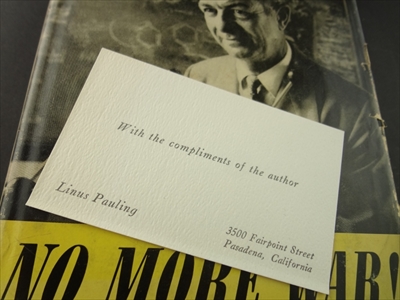 With the compliments of the author
Linus Pauling
3500 Fairpoint Street
Pasadena, California
NO MORE WAR!